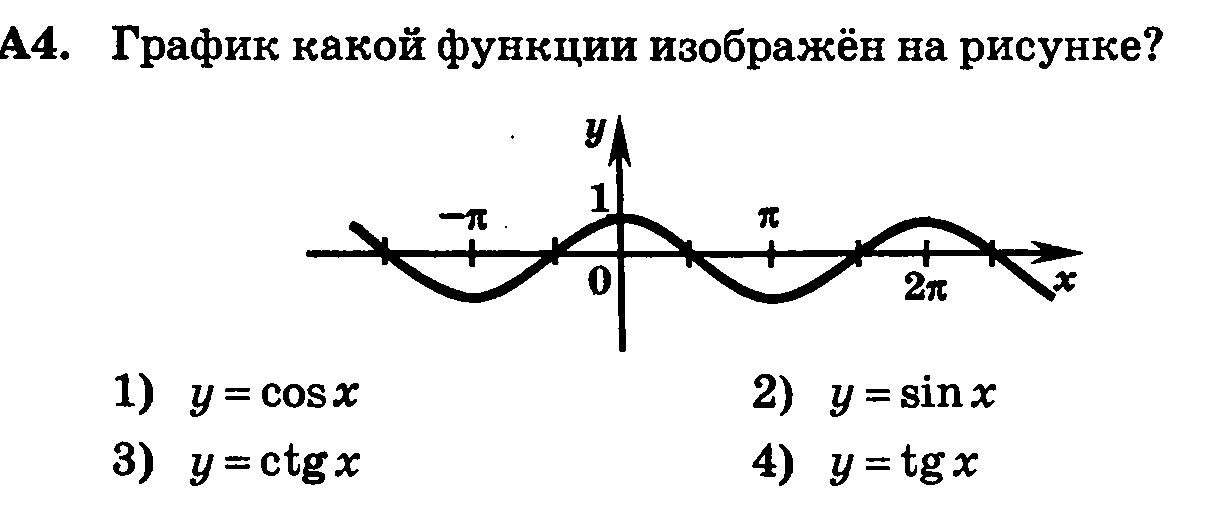 А4. График какой функции изображён на рисунке?
y
1
−π
π
0
2π
x
1) y = cos x
2) y = sin x
3) y = ctg x
4) y = tg x